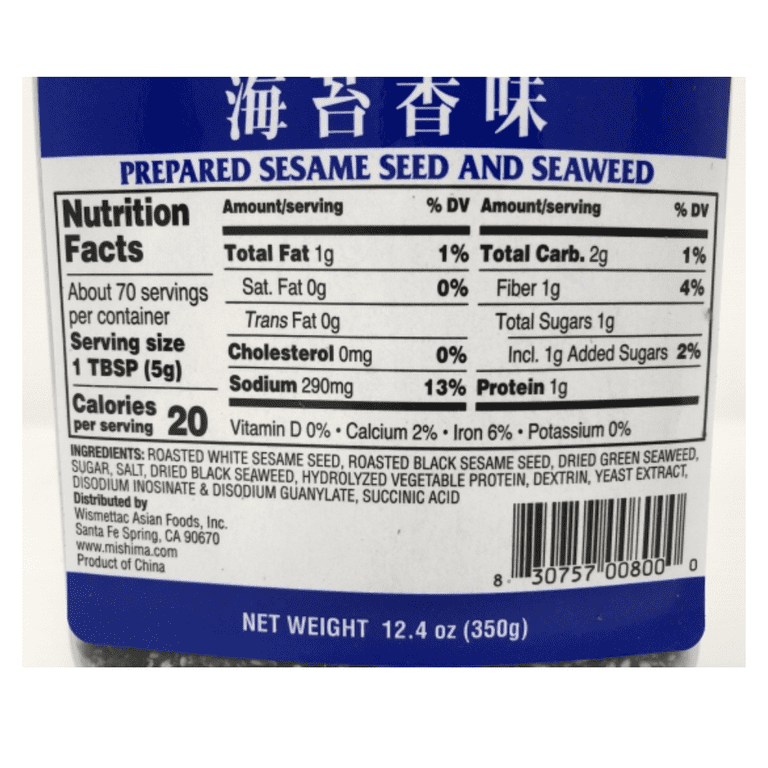 海苔香味
PREPARED SESAME SEED AND SEAWEED
Nutrition
Facts
About 70 servings
per container
Serving size
1 TBSP (5g)
Calories
per serving 20
Amount/serving % DV
Total Fat 1g 1%
Sat. Fat 0g 0%
Trans Fat 0g
Cholesterol 0mg 0%
Sodium 290mg 13%
Amount/serving % DV
Total Carb. 2g 1%
Fiber 1g 4%
Total Sugars 1g
Incl. 1g Added Sugars 2%
Protein 1g
Vitamin D 0% • Calcium 2% • Iron 6% • Potassium 0%
INGREDIENTS: ROASTED WHITE SESAME SEED, ROASTED BLACK SESAME SEED, DRIED GREEN SEAWEED,
SUGAR, SALT, DRIED BLACK SEAWEED, HYDROLYZED VEGETABLE PROTEIN, DEXTRIN, YEAST EXTRACT,
DISODIUM INOSINATE & DISODIUM GUANYLATE, SUCCINIC ACID
Distributed by
Wismettac Asian Foods, Inc.
Santa Fe Spring, CA 90670
www.mishima.com
Product of China
8 30757 00800 0
NET WEIGHT 12.4 oz (350g)